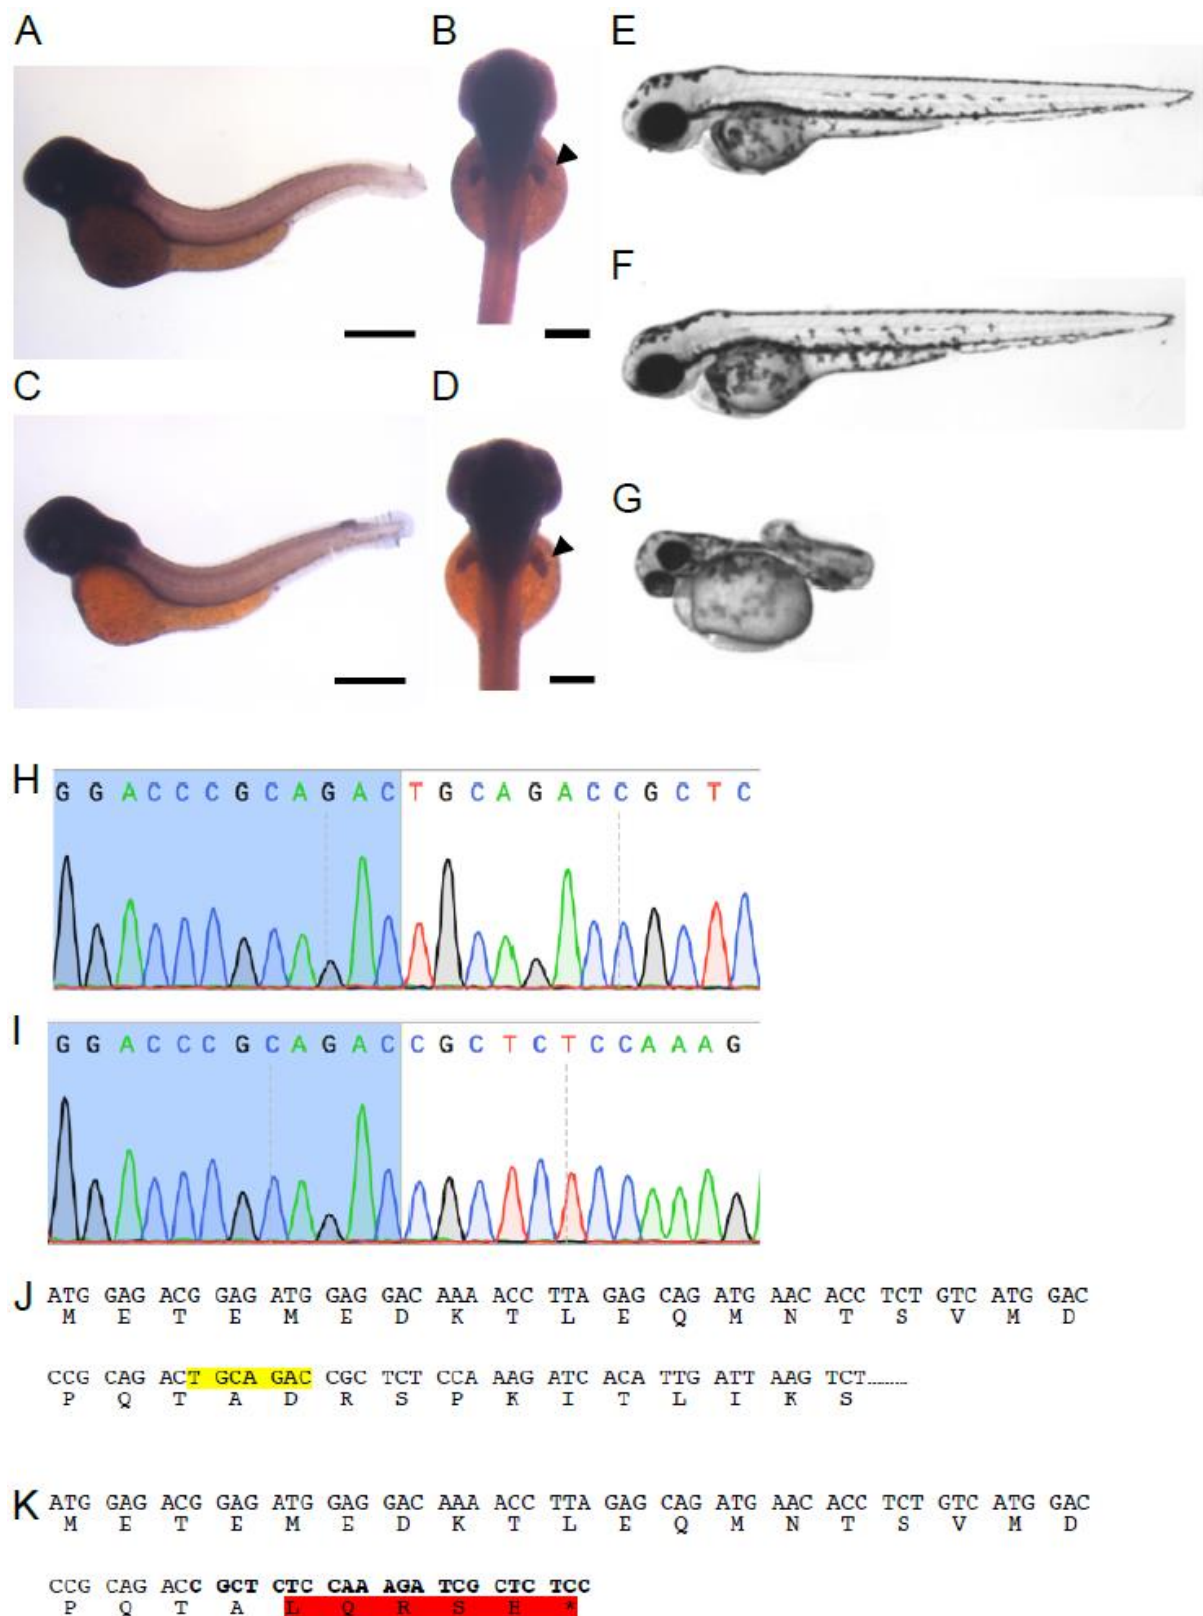 A
B
E
F
C
D
G
H
G G A C C C G C A G A C T G C A G A C C G C T C
I
G G A C C C G C A G A C C G C T C T C C A A A G
J ATG GAG ACG GAG ATG GAG GAC AAA ACC TTA GAG CAG ATG AAC ACC TCT GTC ATG GAC
M E T E M E D K T L E Q M N T S V M D
CCG CAG ACT GCA GAC CGC TCT CCA AAG ATC ACA TTG ATT AAG TCT..........
P Q T A D R S P K I T L I K S
K ATG GAG ACG GAG ATG GAG GAC AAA ACC TTA GAG CAG ATG AAC ACC TCT GTC ATG GAC
M E T E M E D K T L E Q M N T S V M D
CCG CAG ACC GCT CTC CAA AGA TCG CTC TCC
P Q T A L Q R S H *